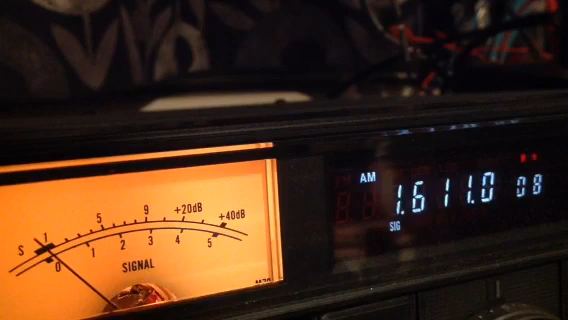 S 1 5 9 +20dB +40dB
0 1 2 3 4 5
SIGNAL
AM
1.611.0 08
SIG